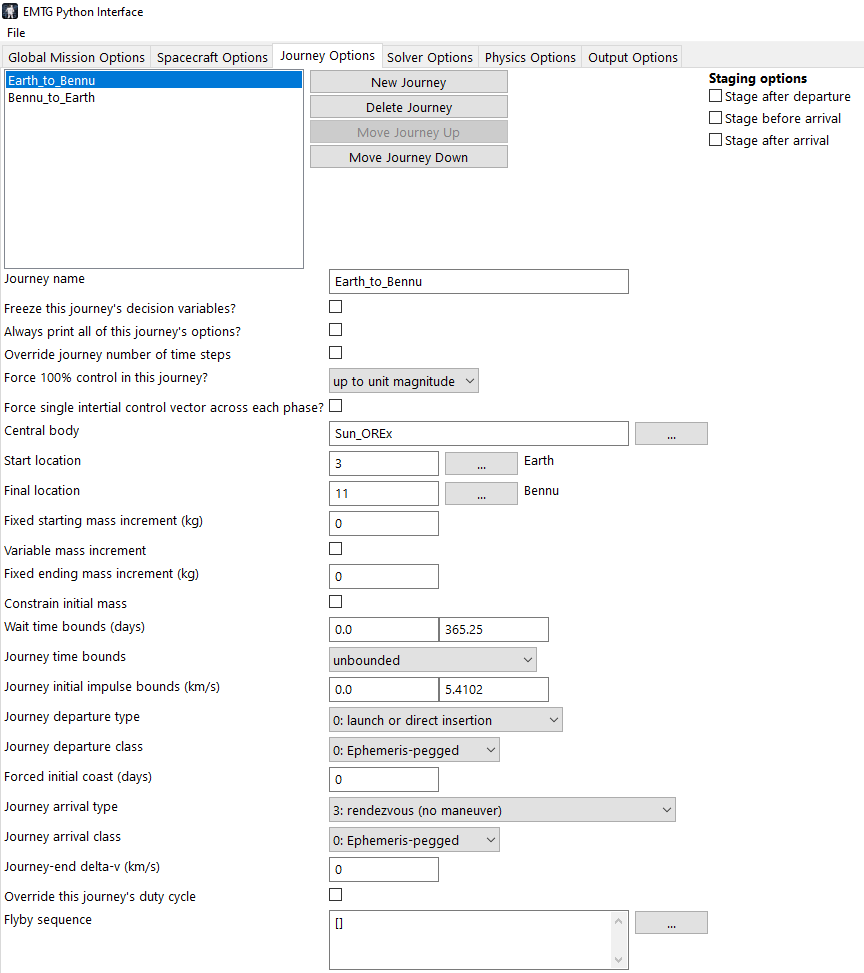 EMTG Python Interface
File
Global Mission Options Spacecraft Options Journey Options Solver Options Physics Options Output Options
Earth_to_Bennu
Bennu_to_Earth
New Journey
Delete Journey
Move Journey Up
Move Journey Down
Staging options
Stage after departure
Stage before arrival
Stage after arrival
Journey name Earth_to_Bennu
Freeze this journey's decision variables?
Always print all of this journey's options?
Override journey number of time steps
Force 100% control in this journey? up to unit magnitude
Force single intertial control vector across each phase?
Central body Sun_OREx ...
Start location 3 ... Earth
Final location 11 ... Bennu
Fixed starting mass increment (kg) 0
Variable mass increment
Fixed ending mass increment (kg) 0
Constrain initial mass
Wait time bounds (days) 0.0 365.25
Journey time bounds unbounded
Journey initial impulse bounds (km/s) 0.0 5.4102
Journey departure type 0: launch or direct insertion
Journey departure class 0: Ephemeris-pegged
Forced initial coast (days) 0
Journey arrival type 3: rendezvous (no maneuver)
Journey arrival class 0: Ephemeris-pegged
Journey-end delta-v (km/s) 0
Override this journey's duty cycle
Flyby sequence [] ...